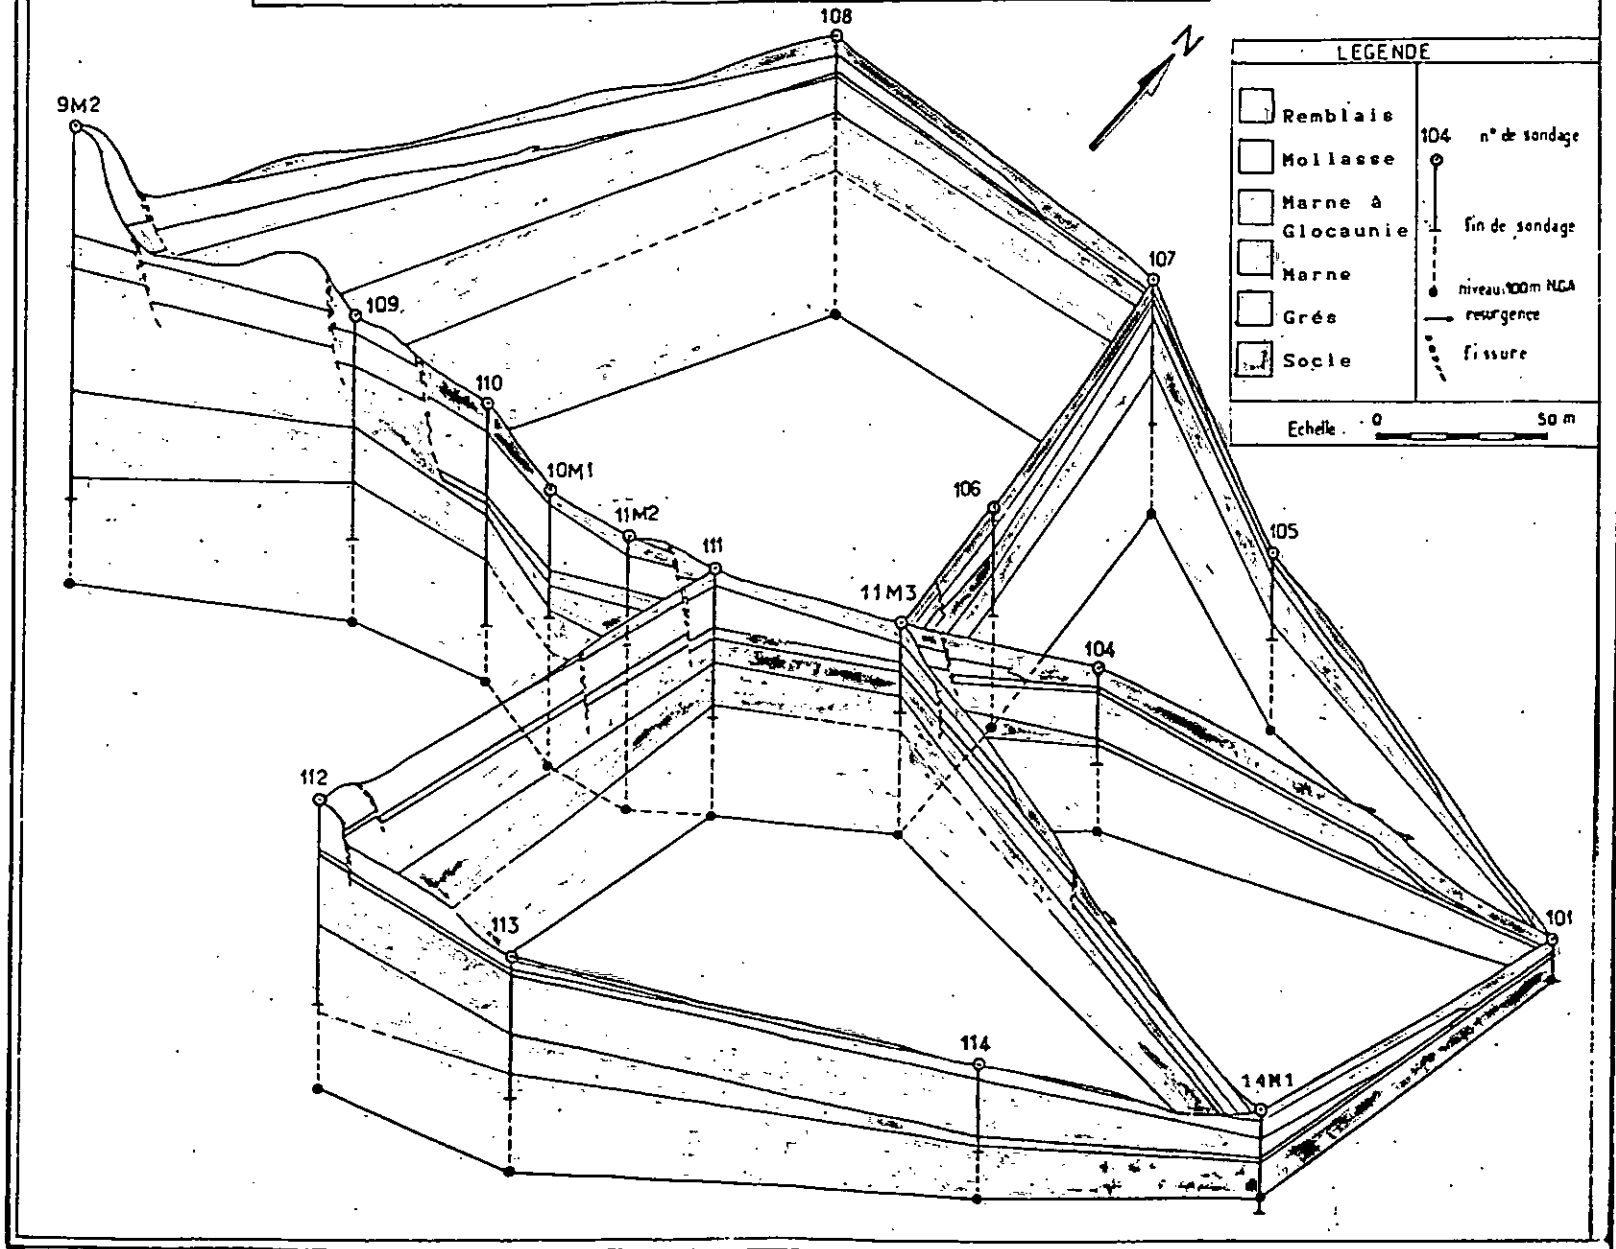 108
N
LEGENDE
9M2
Remblais
104 n° de sondage
Mollasse
Marne à
Glocaunie
fin de sondage
107
Marne
niveau:100m NGA
109
Grés
resurgence
Socle
fissure
110
Echelle 0 50 m
10M1
106
11M2
111
105
11M3
104
112
101
113
114
14M1